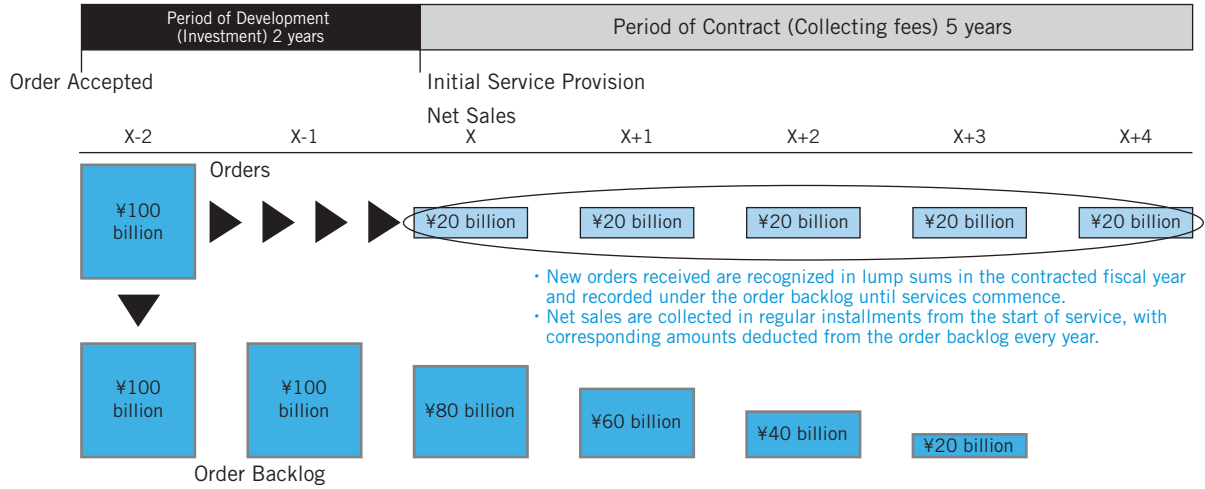 Period of Development
(Investment) 2 years
Period of Contract (Collecting fees) 5 years
Order Accepted
Initial Service Provision
Net Sales
X-2 X-1 X X+1 X+2 X+3 X+4
Orders
¥100
billion
¥20 billion ¥20 billion ¥20 billion ¥20 billion ¥20 billion
・New orders received are recognized in lump sums in the contracted fiscal year
and recorded under the order backlog until services commence.
・Net sales are collected in regular installments from the start of service, with
corresponding amounts deducted from the order backlog every year.
¥100
billion
¥100
billion
¥80 billion
¥60 billion
¥40 billion
¥20 billion
Order Backlog